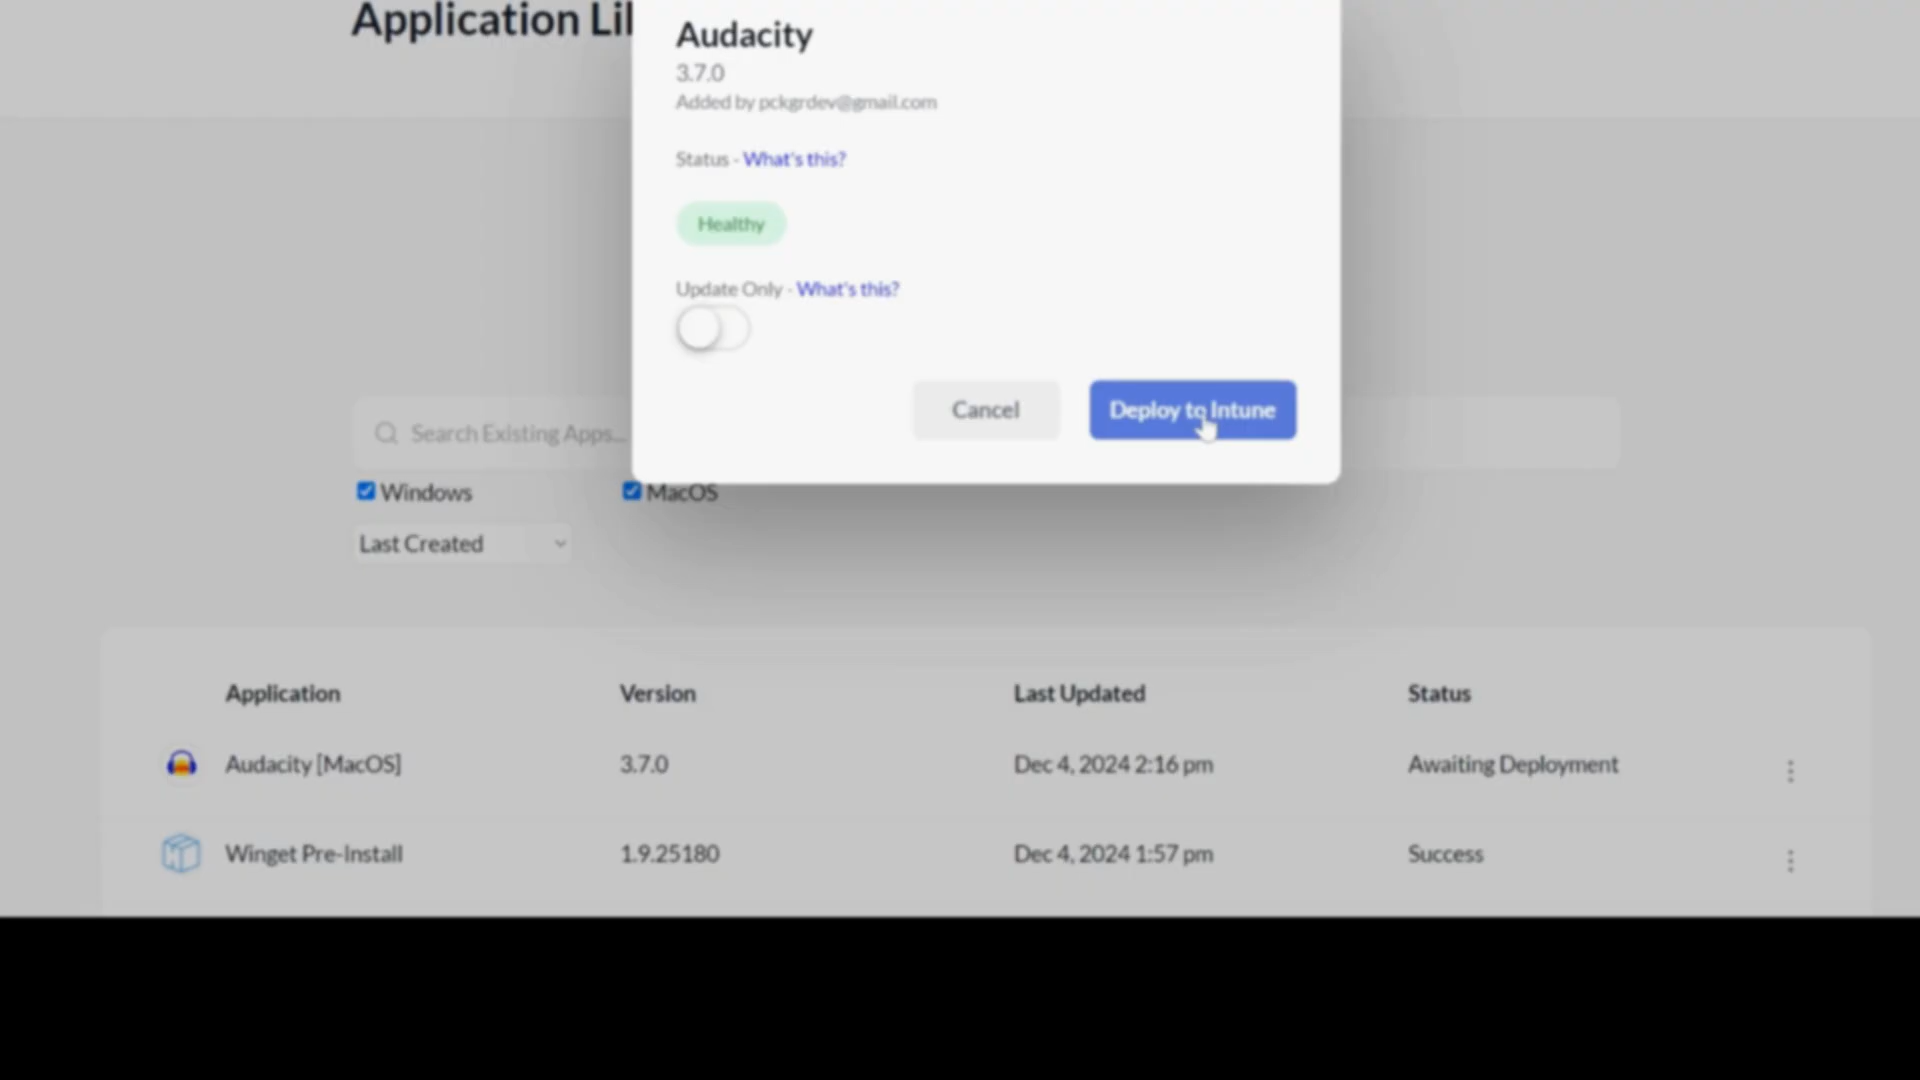 Application Li
Audacity
3.7.0
Added by pckgrdev@gmail.com
Status - What's this?
Healthy
Update Only - What's this?
Cancel
Deploy to Intune
Search Existing Apps...
Windows
MacOS
Last Created
Application Version Last Updated Status
Audacity [MacOS] 3.7.0 Dec 4, 2024 2:16 pm Awaiting Deployment
Winget Pre-Install 1.9.25180 Dec 4, 2024 1:57 pm Success